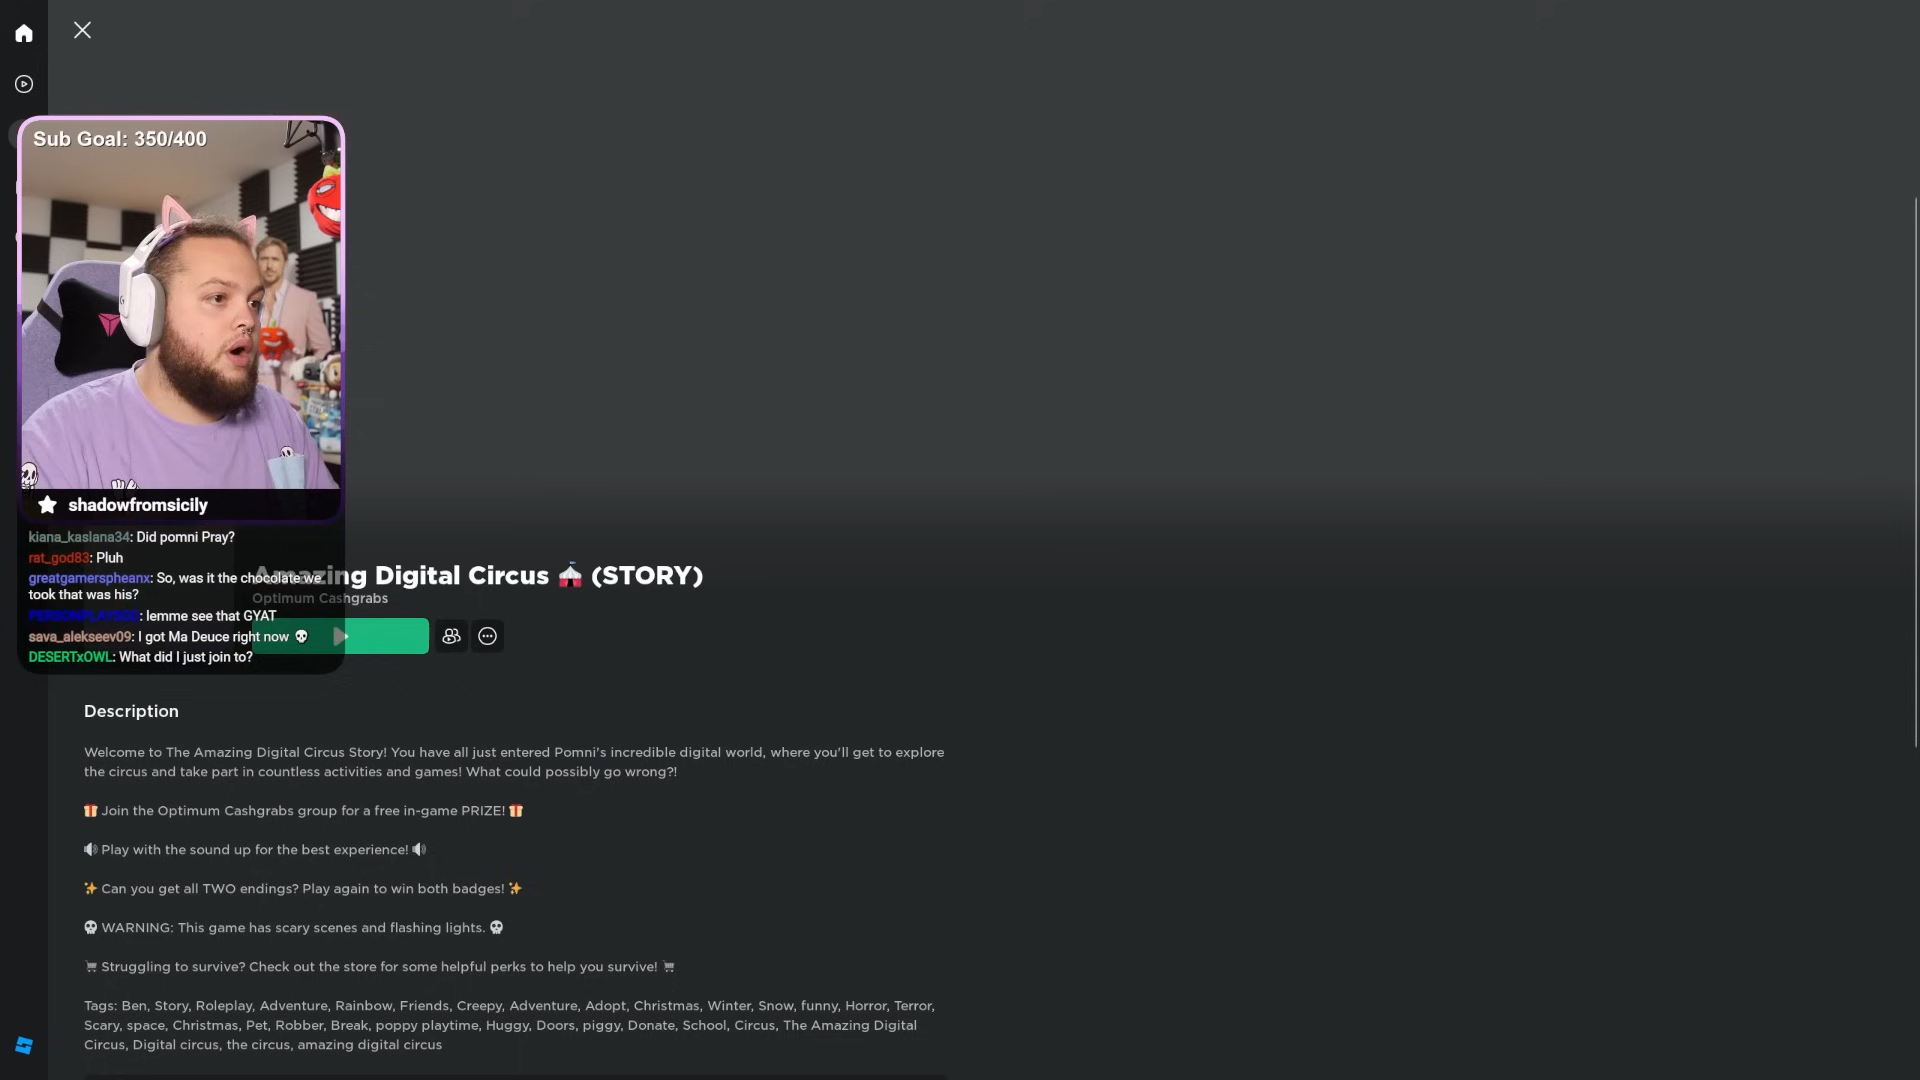 Sub Goal: 350/400
shadowfromsicily
kiana_kaslana34: Did pomni Pray?
rat_god83: Pluh
greatgamerspheanx: So, was it the chocolate we
took that was his?
: lemme see that GYAT
sava_alekseev09: I got Ma Deuce right now 💀
DESERTxOWL: What did I just join to?
Amazing Digital Circus 🎪 (STORY)
Optimum Cashgrabs
Description
Welcome to The Amazing Digital Circus Story! You have all just entered Pomni's incredible digital world, where you'll get to explore
the circus and take part in countless activities and games! What could possibly go wrong?!
🎁 Join the Optimum Cashgrabs group for a free in-game PRIZE! 🎁
🔊 Play with the sound up for the best experience! 🔊
✨ Can you get all TWO endings? Play again to win both badges! ✨
💀 WARNING: This game has scary scenes and flashing lights. 💀
🛒 Struggling to survive? Check out the store for some helpful perks to help you survive! 🛒
Tags: Ben, Story, Roleplay, Adventure, Rainbow, Friends, Creepy, Adventure, Adopt, Christmas, Winter, Snow, funny, Horror, Terror,
Scary, space, Christmas, Pet, Robber, Break, poppy playtime, Huggy, Doors, piggy, Donate, School, Circus, The Amazing Digital
Circus, Digital circus, the circus, amazing digital circus